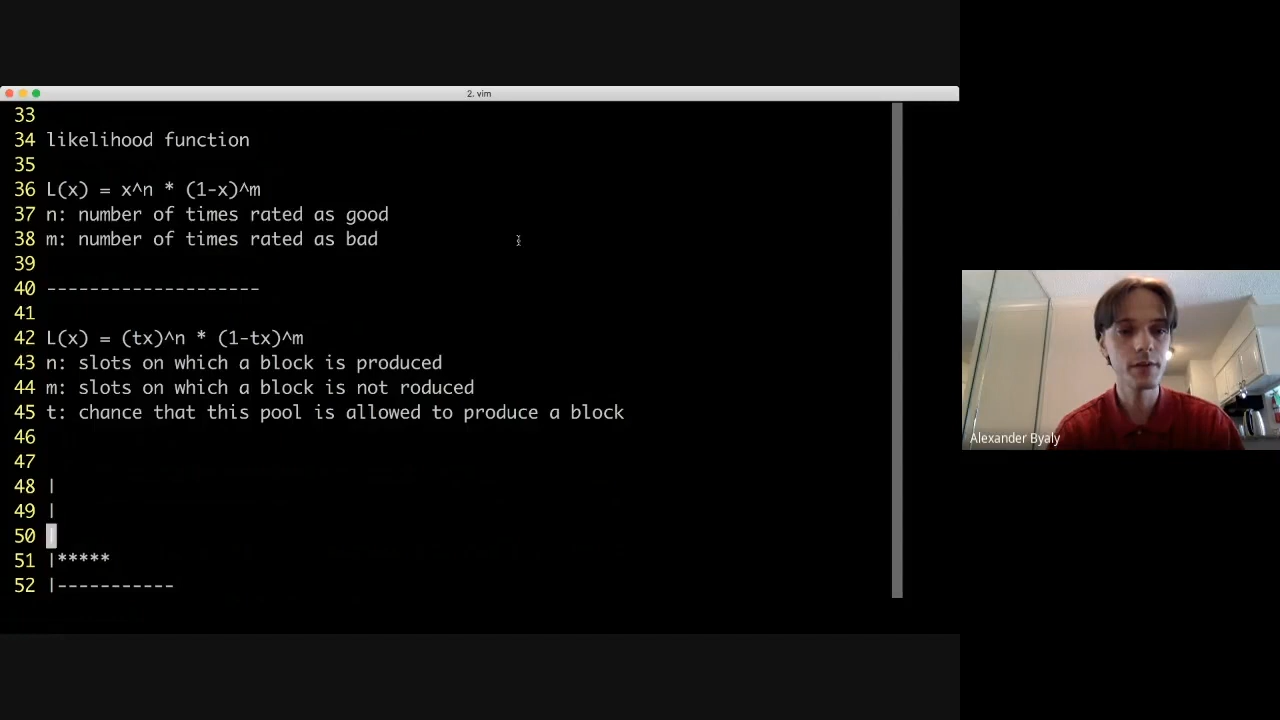 2. vim
33
34 likelihood function
35
36 L(x) = x^n * (1-x)^m
37 n: number of times rated as good
38 m: number of times rated as bad
39
40 --------------------
41
42 L(x) = (tx)^n * (1-tx)^m
43 n: slots on which a block is produced
44 m: slots on which a block is not roduced
45 t: chance that this pool is allowed to produce a block
46
47
48 |
49 |
50 |
51 |*****
52 |-----------
Alexander Byaly